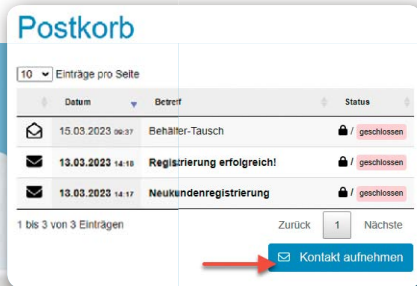 Postkorb
10 Einträge pro Seite
Datum Betreff Status
15.03.2023 09:37 Behälter-Tausch / geschlossen
13.03.2023 14:18 Registrierung erfolgreich! / geschlossen
13.03.2023 14:17 Neukundenregistrierung / geschlossen
1 bis 3 von 3 Einträgen Zurück 1 Nächste
Kontakt aufnehmen